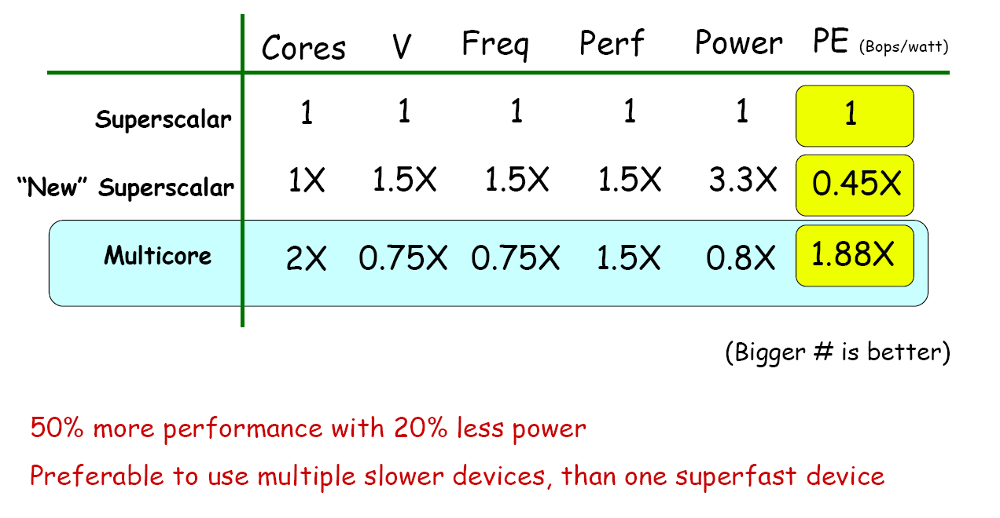 Cores V Freq Perf Power PE (Bops/watt)
Superscalar 1 1 1 1 1 1
“New” Superscalar 1X 1.5X 1.5X 1.5X 3.3X 0.45X
Multicore 2X 0.75X 0.75X 1.5X 0.8X 1.88X
(Bigger # is better)
50% more performance with 20% less power
Preferable to use multiple slower devices, than one superfast device